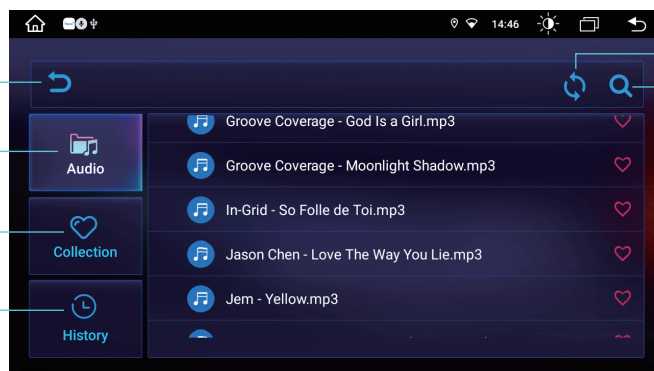 14:46
Groove Coverage - God Is a Girl.mp3
Audio
Groove Coverage - Moonlight Shadow.mp3
In-Grid - So Folle de Toi.mp3
Collection
Jason Chen - Love The Way You Lie.mp3
Jem - Yellow.mp3
History